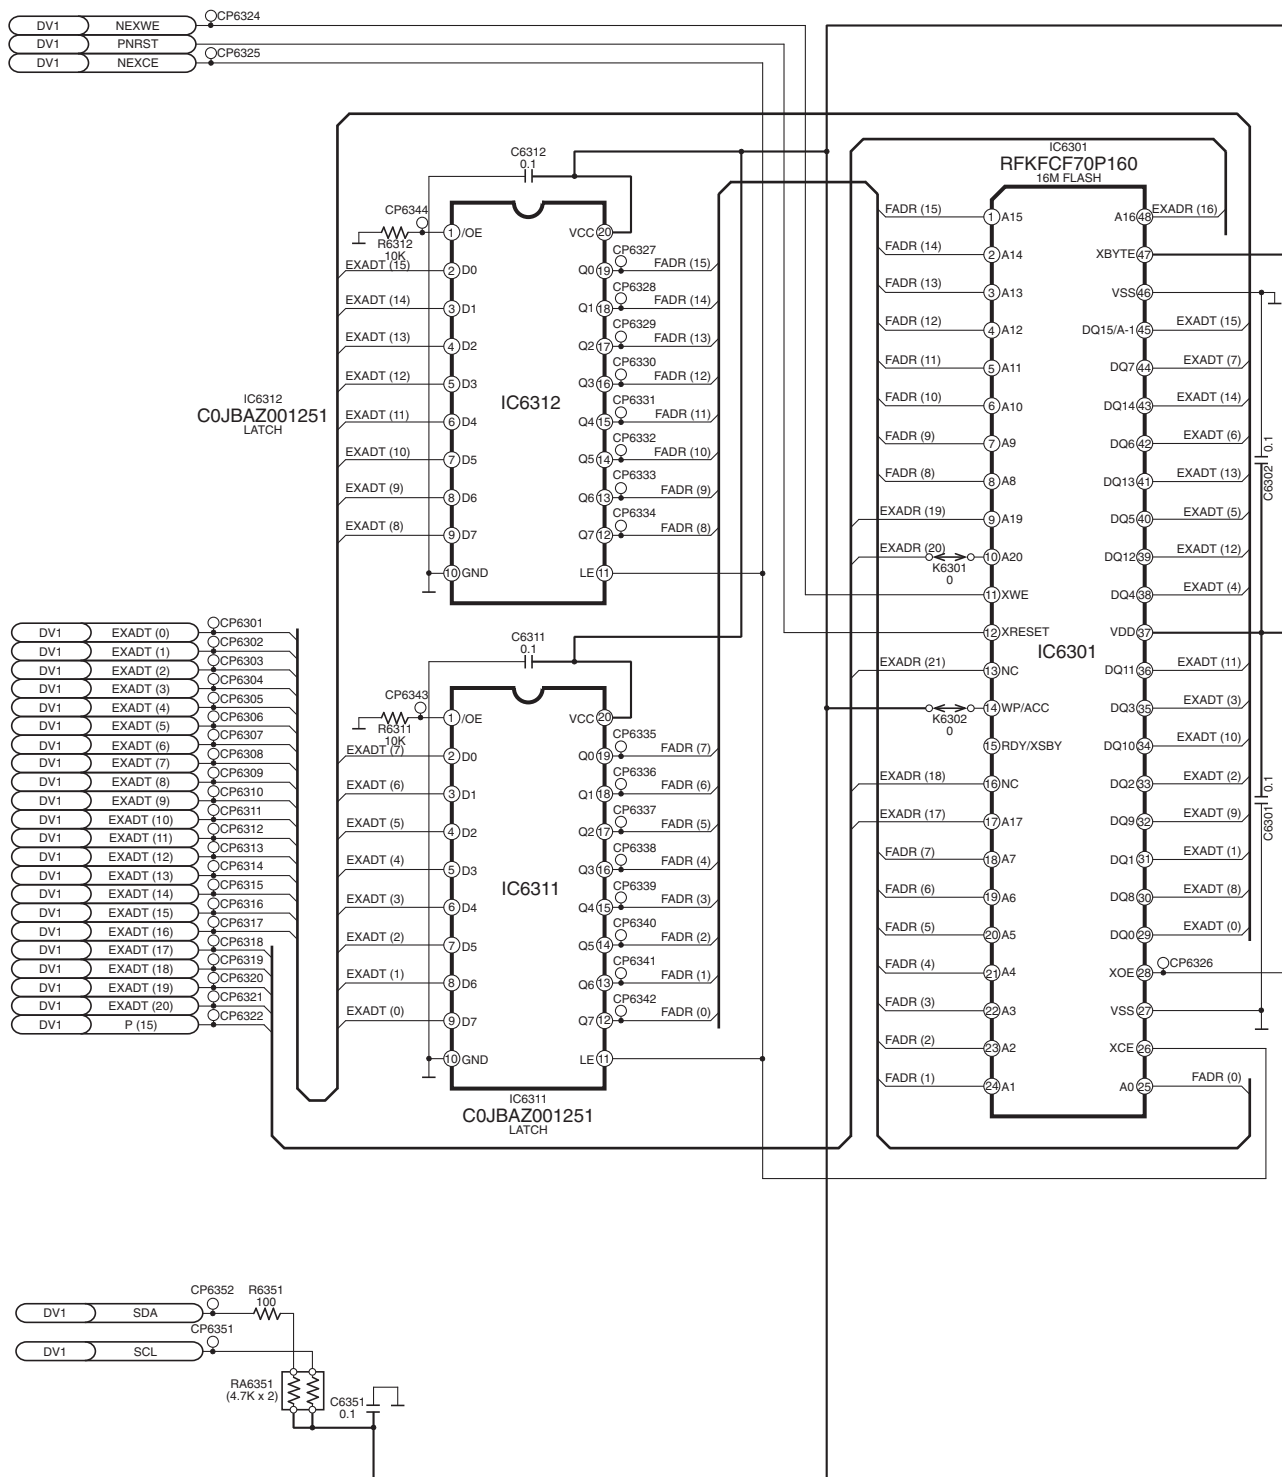 DV1 NEXWE CP6324
DV1 PNRST
DV1 NEXCE CP6325
C6312
0.1
CP6344
R6312
10K
EXADT (15)
EXADT (14)
EXADT (13)
EXADT (12)
EXADT (11)
EXADT (10)
EXADT (9)
EXADT (8)
IC6312
C0JBAZ001251
LATCH
1 /OE
2 D0
3 D1
4 D2
5 D3
6 D4
7 D5
8 D6
9 D7
10 GND
IC6312
VCC 20
Q0 19
Q1 18
Q2 17
Q3 16
Q4 15
Q5 14
Q6 13
Q7 12
LE 11
CP6327 FADR (15)
CP6328 FADR (14)
CP6329 FADR (13)
CP6330 FADR (12)
CP6331 FADR (11)
CP6332 FADR (10)
CP6333 FADR (9)
CP6334 FADR (8)
DV1 EXADT (0) CP6301
DV1 EXADT (1) CP6302
DV1 EXADT (2) CP6303
DV1 EXADT (3) CP6304
DV1 EXADT (4) CP6305
DV1 EXADT (5) CP6306
DV1 EXADT (6) CP6307
DV1 EXADT (7) CP6308
DV1 EXADT (8) CP6309
DV1 EXADT (9) CP6310
DV1 EXADT (10) CP6311
DV1 EXADT (11) CP6312
DV1 EXADT (12) CP6313
DV1 EXADT (13) CP6314
DV1 EXADT (14) CP6315
DV1 EXADT (15) CP6316
DV1 EXADT (16) CP6317
DV1 EXADT (17) CP6318
DV1 EXADT (18) CP6319
DV1 EXADT (19) CP6320
DV1 EXADT (20) CP6321
DV1 P (15) CP6322
C6311
0.1
CP6343
R6311
10K
EXADT (7)
EXADT (6)
EXADT (5)
EXADT (4)
EXADT (3)
EXADT (2)
EXADT (1)
EXADT (0)
1 /OE
2 D0
3 D1
4 D2
5 D3
6 D4
7 D5
8 D6
9 D7
10 GND
IC6311
VCC 20
Q0 19
Q1 18
Q2 17
Q3 16
Q4 15
Q5 14
Q6 13
Q7 12
LE 11
CP6335 FADR (7)
CP6336 FADR (6)
CP6337 FADR (5)
CP6338 FADR (4)
CP6339 FADR (3)
CP6340 FADR (2)
CP6341 FADR (1)
CP6342 FADR (0)
IC6311
C0JBAZ001251
LATCH
IC6301
RFKFCF70P160
16M FLASH
FADR (15) 1 A15
FADR (14) 2 A14
FADR (13) 3 A13
FADR (12) 4 A12
FADR (11) 5 A11
FADR (10) 6 A10
FADR (9) 7 A9
FADR (8) 8 A8
EXADR (19) 9 A19
EXADR (20) 10 A20
K6301
0
11 XWE
12 XRESET
EXADR (21) 13 NC
14 WP/ACC
K6302
0
15 RDY/XSBY
EXADR (18) 16 NC
EXADR (17) 17 A17
FADR (7) 18 A7
FADR (6) 19 A6
FADR (5) 20 A5
FADR (4) 21 A4
FADR (3) 22 A3
FADR (2) 23 A2
FADR (1) 24 A1
IC6301
A16 48 EXADR (16)
XBYTE 47
VSS 46
DQ15/A-1 45 EXADT (15)
DQ7 44 EXADT (7)
DQ14 43 EXADT (14)
DQ6 42 EXADT (6)
DQ13 41 EXADT (13)
DQ5 40 EXADT (5)
DQ12 39 EXADT (12)
DQ4 38 EXADT (4)
VDD 37
DQ11 36 EXADT (11)
DQ3 35 EXADT (3)
DQ10 34 EXADT (10)
DQ2 33 EXADT (2)
DQ9 32 EXADT (9)
DQ1 31 EXADT (1)
DQ8 30 EXADT (8)
DQ0 29 EXADT (0)
XOE 28 CP6326
VSS 27
XCE 26
A0 25 FADR (0)
C6302 0.1
C6301 0.1
DV1 SDA CP6352
R6351
100
DV1 SCL CP6351
RA6351
(4.7K x 2)
C6351
0.1